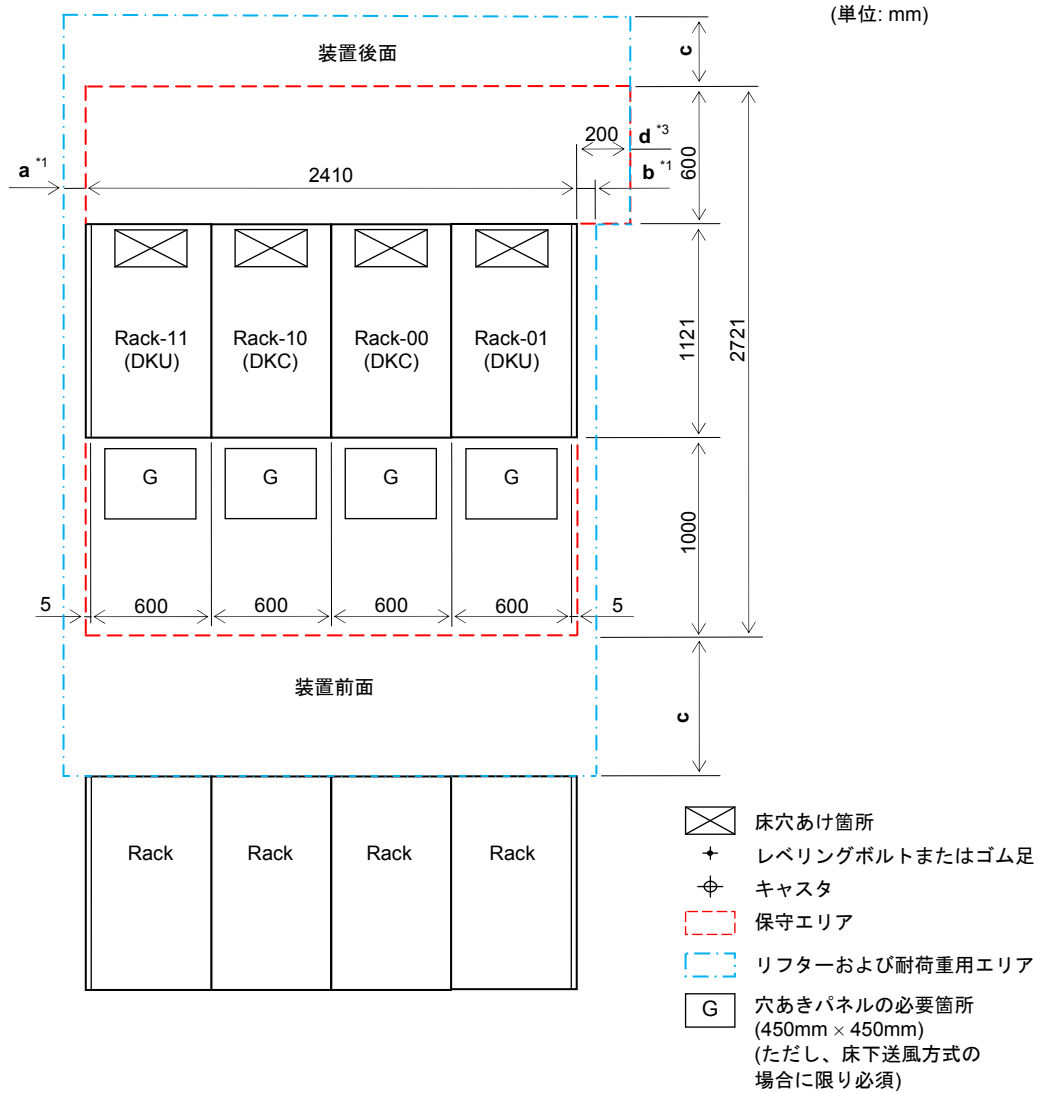 (単位: mm)
装置後面
c
200
d *3
600
a *1
2410
b *1
Rack-11
(DKU)
Rack-10
(DKC)
Rack-00
(DKC)
Rack-01
(DKU)
1121
2721
G
G
G
G
1000
5
600
600
600
600
5
装置前面
c
Rack
Rack
Rack
Rack
床穴あけ箇所
レベリングボルトまたはゴム足
キャスタ
保守エリア
リフターおよび耐荷重用エリア
G
穴あきパネルの必要箇所
(450mm × 450mm)
(ただし、床下送風方式の
場合に限り必須)